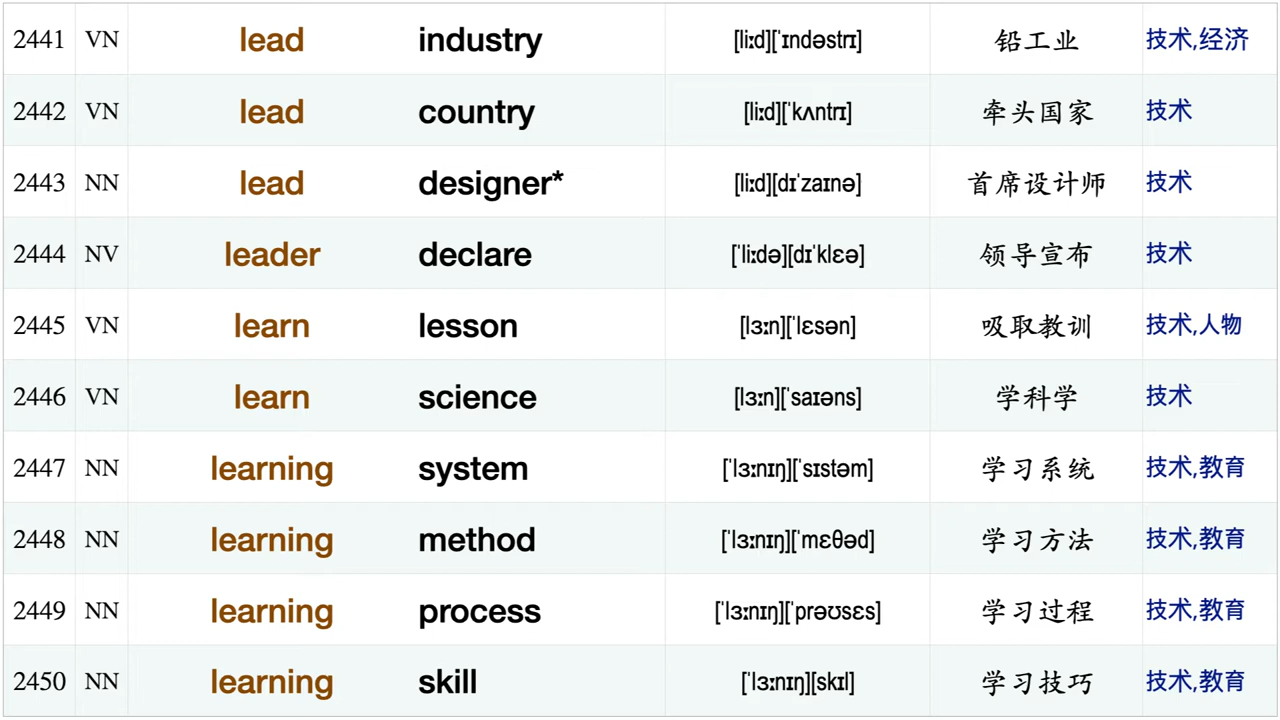 2441 VN lead industry [liːd][ˈɪndəstrɪ] 铅工业 技术,经济
2442 VN lead country [liːd][ˈkʌntrɪ] 牵头国家 技术
2443 NN lead designer* [liːd][dɪˈzaɪnə] 首席设计师 技术
2444 NV leader declare [ˈliːdə][dɪˈklɛə] 领导宣布 技术
2445 VN learn lesson [lɜːn][ˈlɛsən] 吸取教训 技术,人物
2446 VN learn science [lɜːn][ˈsaɪəns] 学科学 技术
2447 NN learning system [ˈlɜːnɪŋ][ˈsɪstəm] 学习系统 技术,教育
2448 NN learning method [ˈlɜːnɪŋ][ˈmɛθəd] 学习方法 技术,教育
2449 NN learning process [ˈlɜːnɪŋ][ˈprəʊsɛs] 学习过程 技术,教育
2450 NN learning skill [ˈlɜːnɪŋ][skɪl] 学习技巧 技术,教育